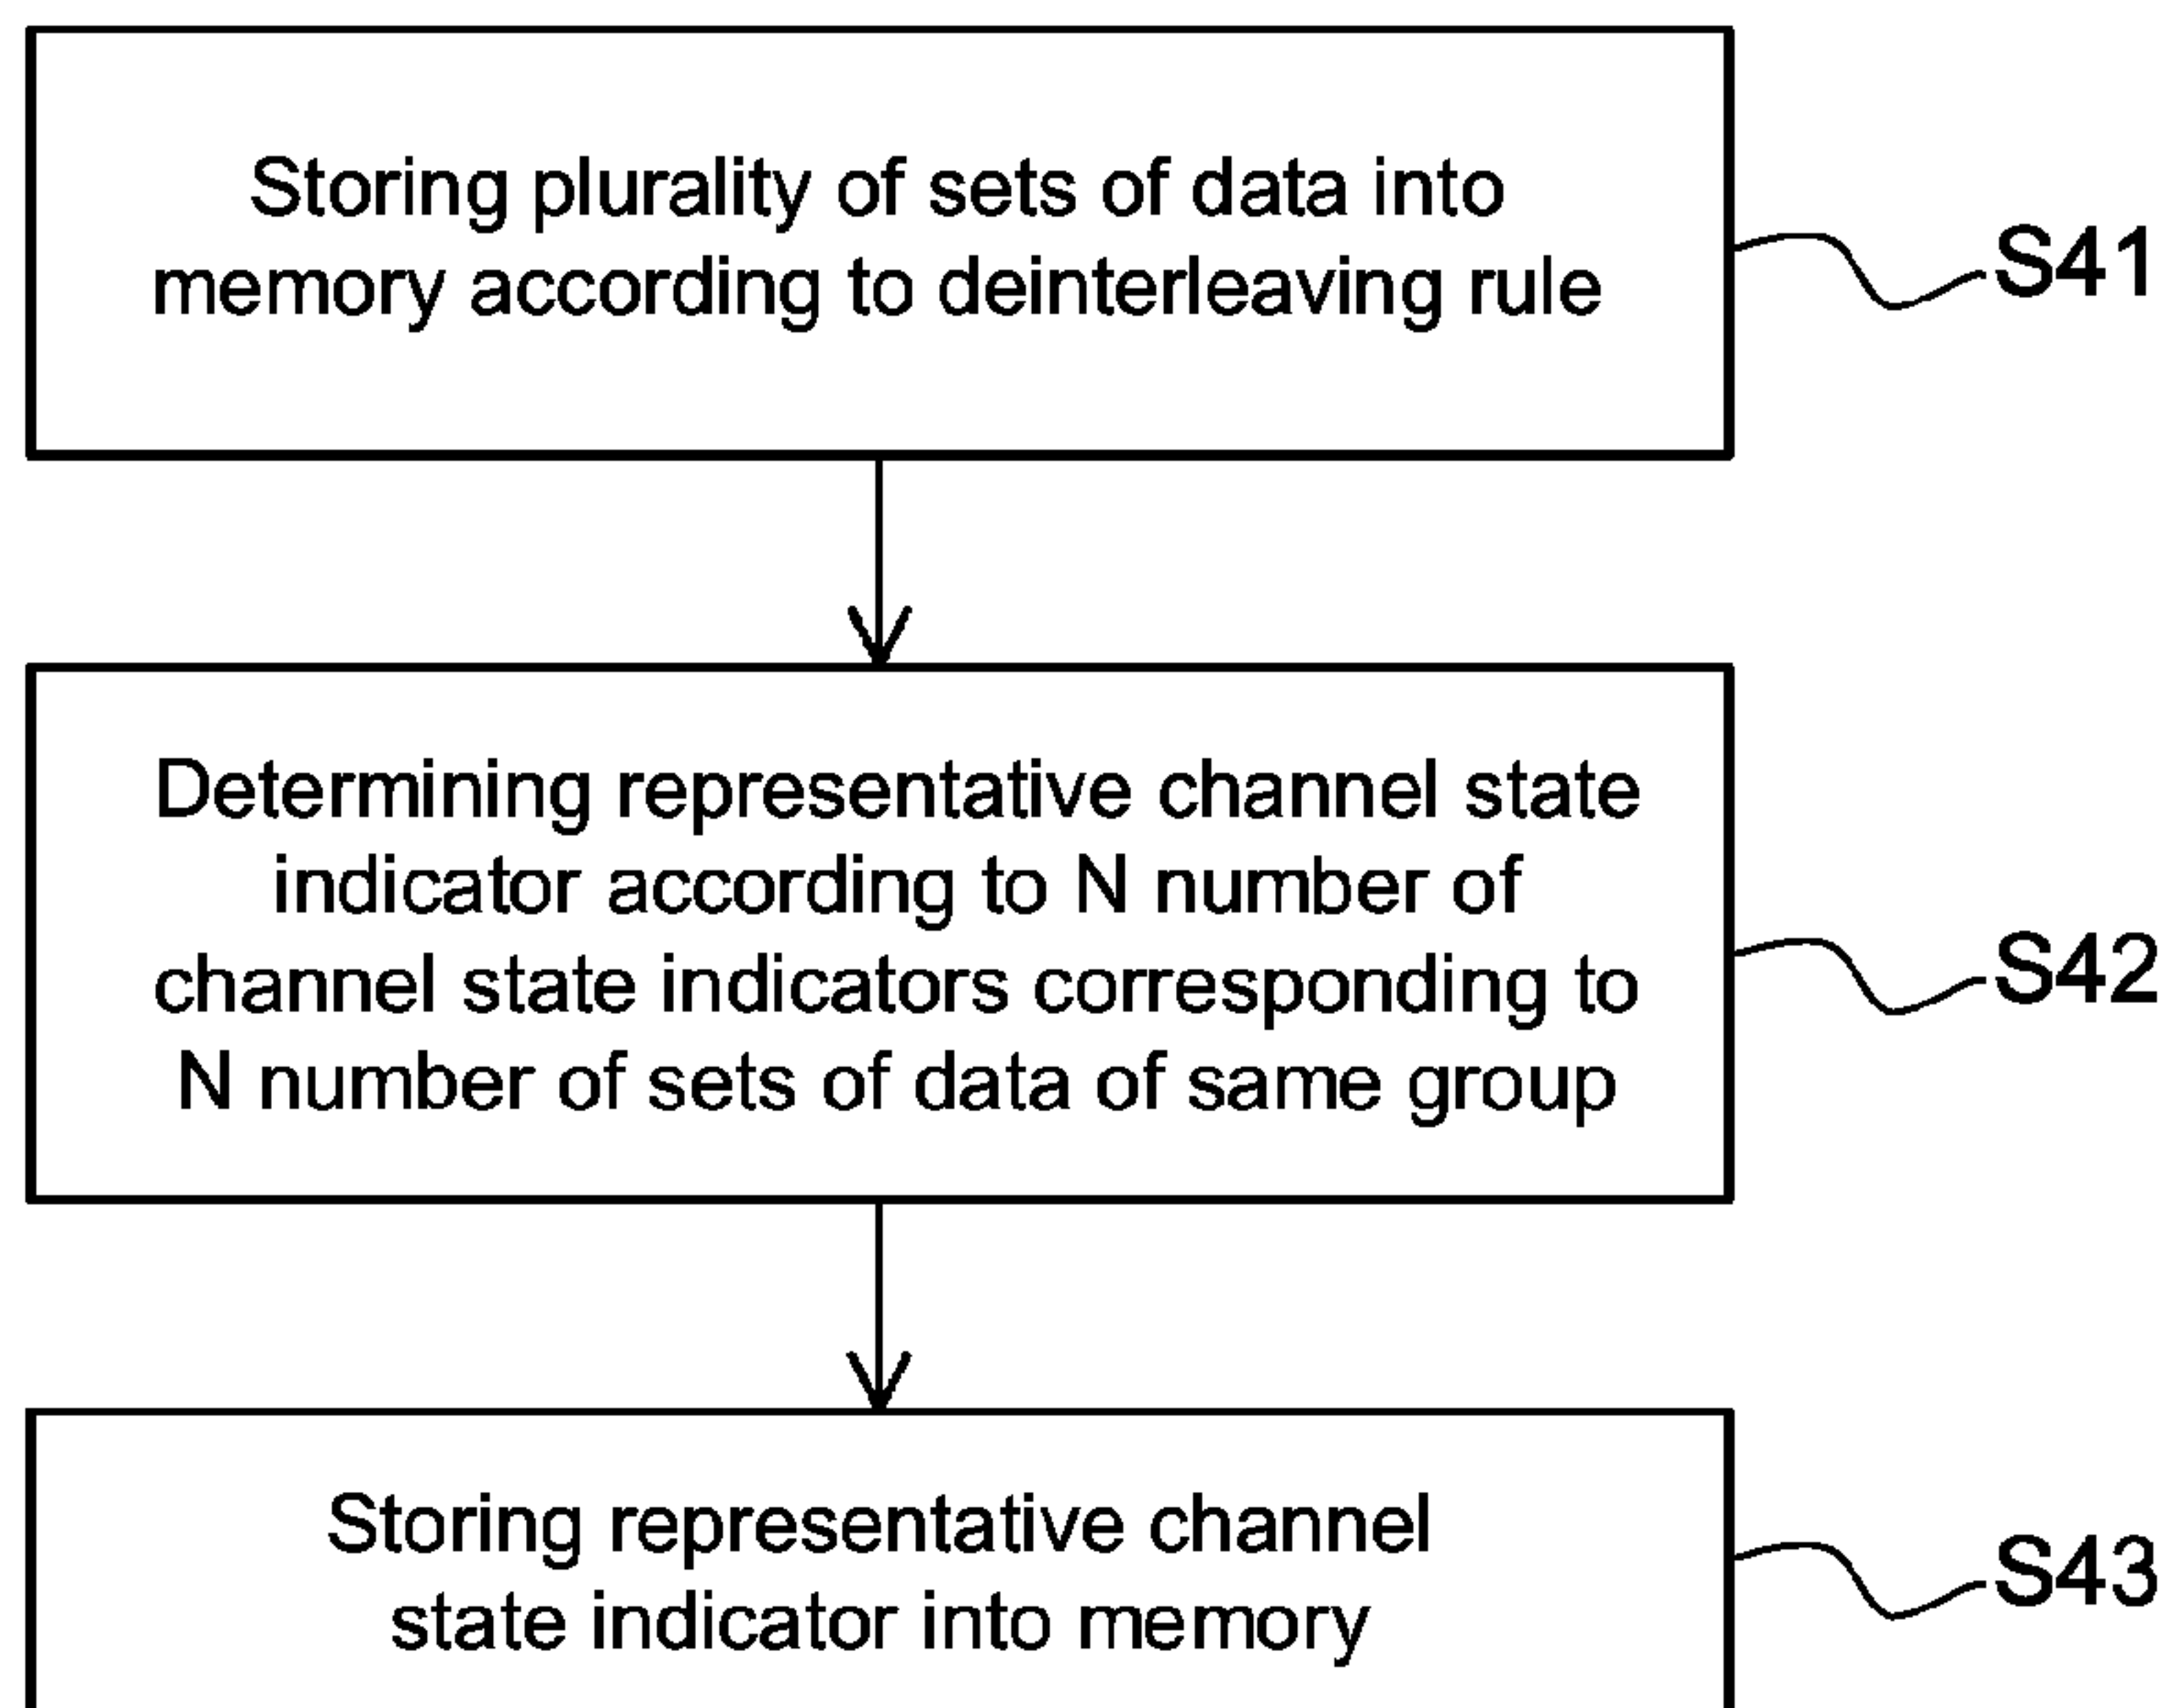 Storing plurality of sets of data into
memory according to deinterleaving rule
S41
Determining representative channel state
indicator according to N number of
channel state indicators corresponding to
N number of sets of data of same group
S42
Storing representative channel
state indicator into memory
S43